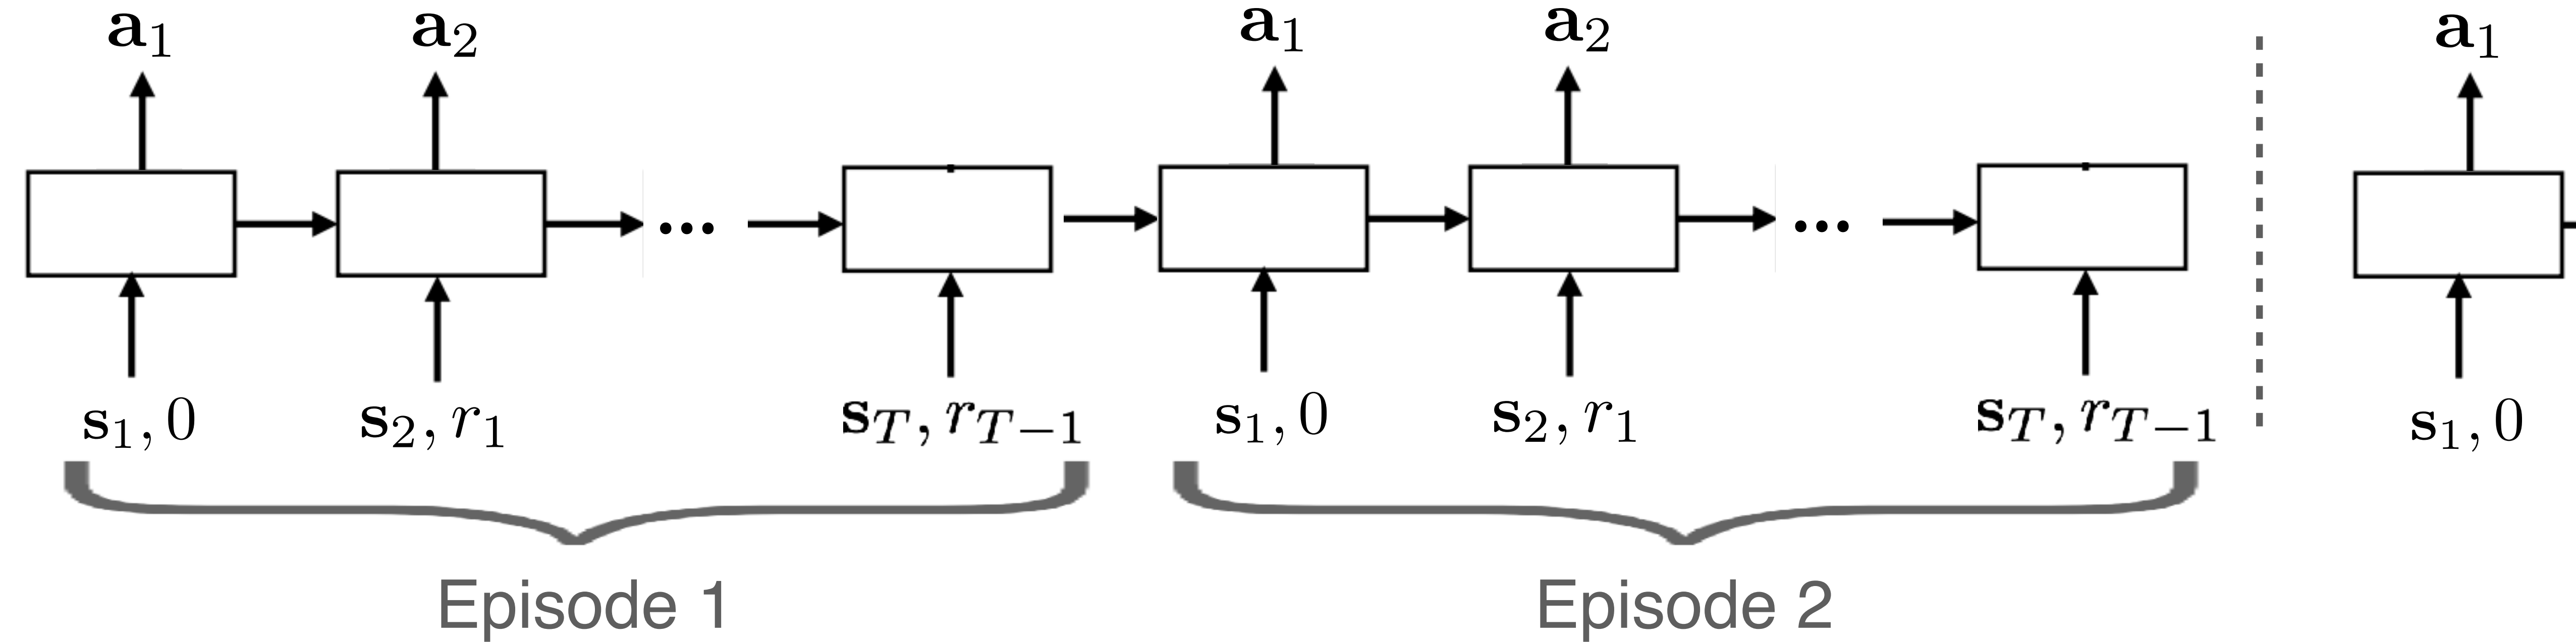 a₁ a₂ a₁ a₂ a₁
... ...
s₁, 0 s₂, r₁ s_T, r_{T−1} s₁, 0 s₂, r₁ s_T, r_{T−1} s₁, 0
Episode 1 Episode 2